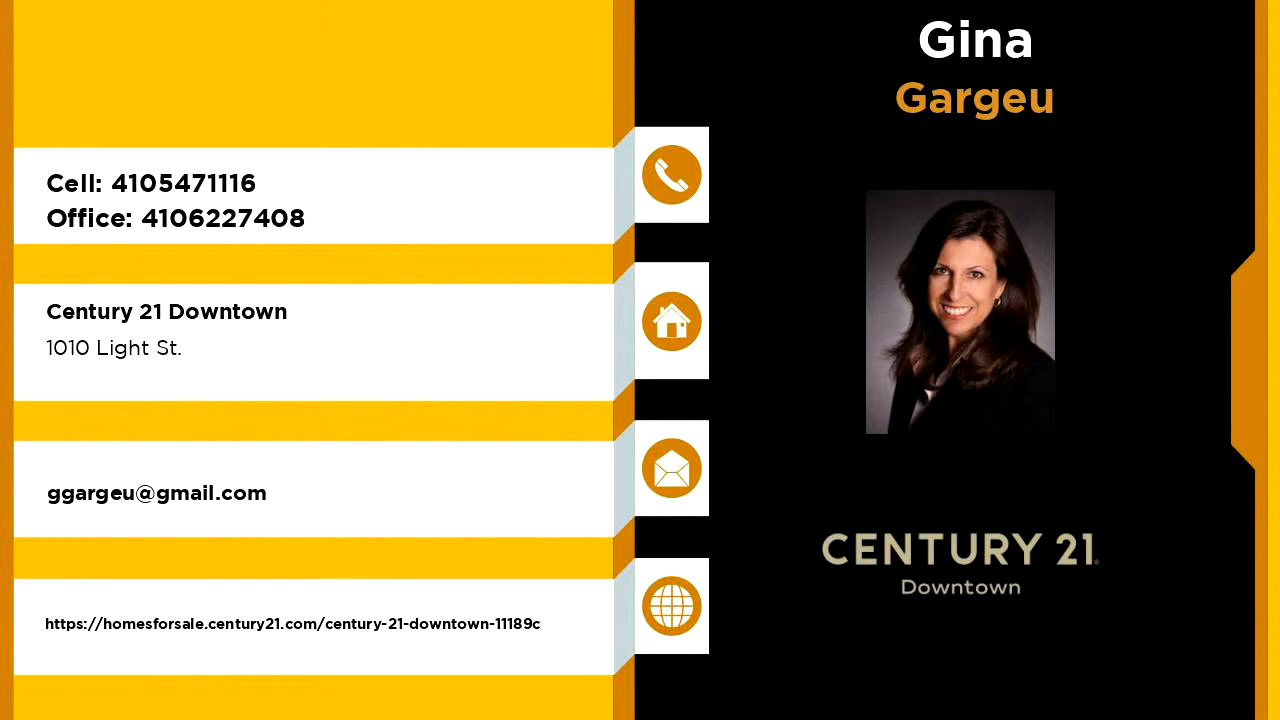 Gina
Gargeu
Cell: 4105471116
Office: 4106227408
Century 21 Downtown
1010 Light St.
ggargeu@gmail.com
https://homesforsale.century21.com/century-21-downtown-11189c
CENTURY 21®
Downtown